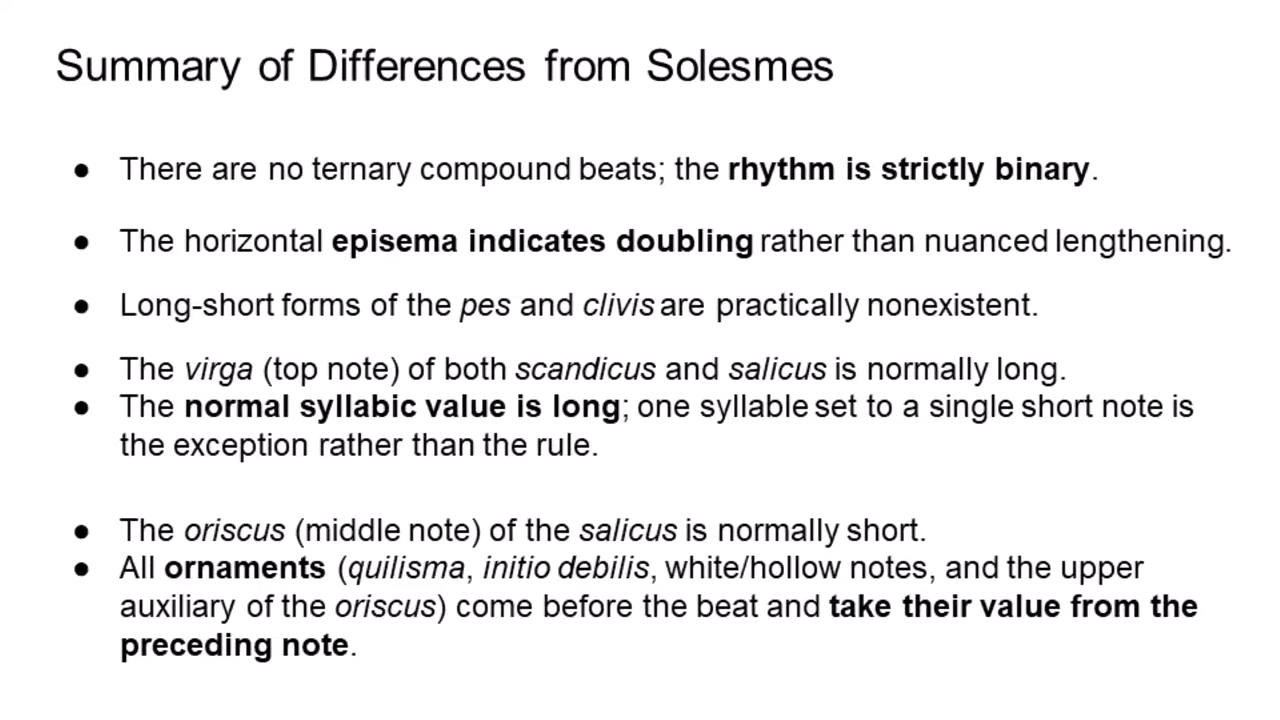 Summary of Differences from Solesmes
● There are no ternary compound beats; the rhythm is strictly binary.
● The horizontal episema indicates doubling rather than nuanced lengthening.
● Long-short forms of the pes and clivis are practically nonexistent.
● The virga (top note) of both scandicus and salicus is normally long.
● The normal syllabic value is long; one syllable set to a single short note is
the exception rather than the rule.
● The oriscus (middle note) of the salicus is normally short.
● All ornaments (quilisma, initio debilis, white/hollow notes, and the upper
auxiliary of the oriscus) come before the beat and take their value from the
preceding note.